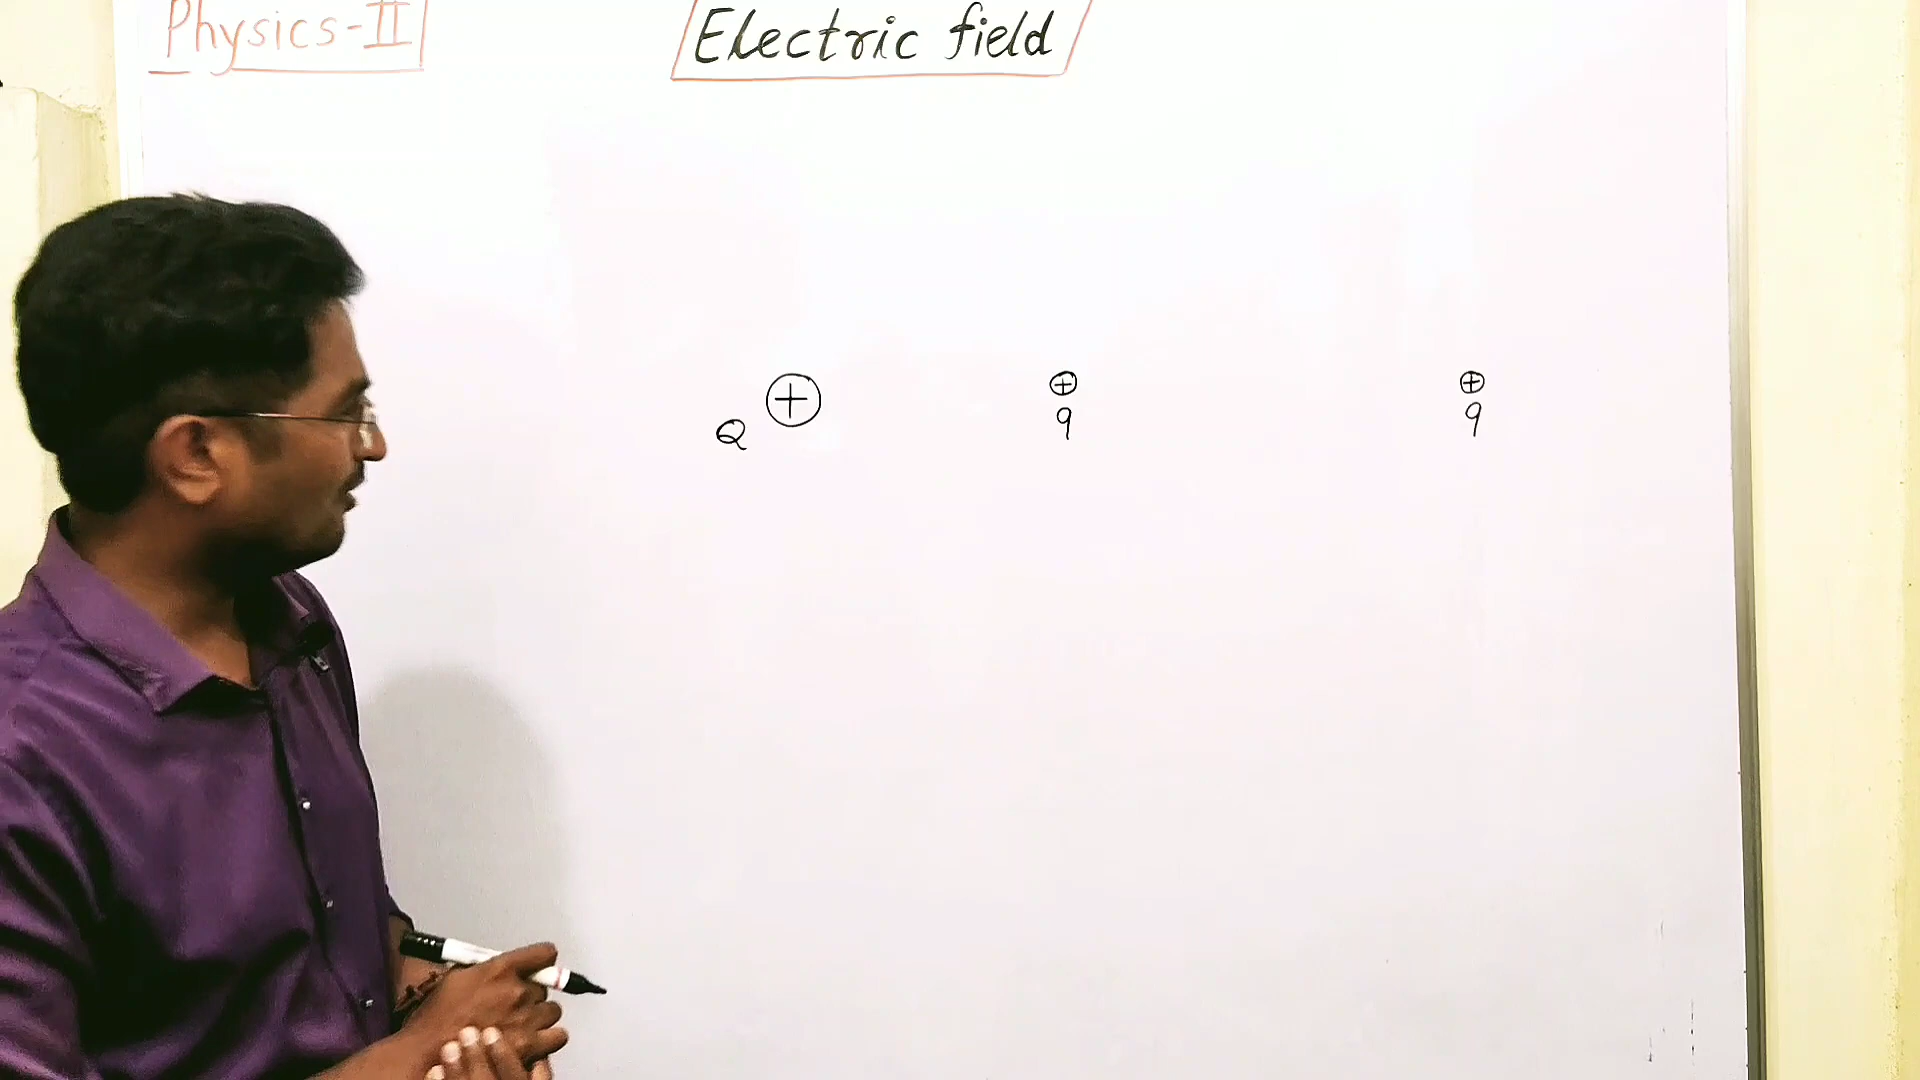 Physics-II
Electric field
+ + +
Q q q